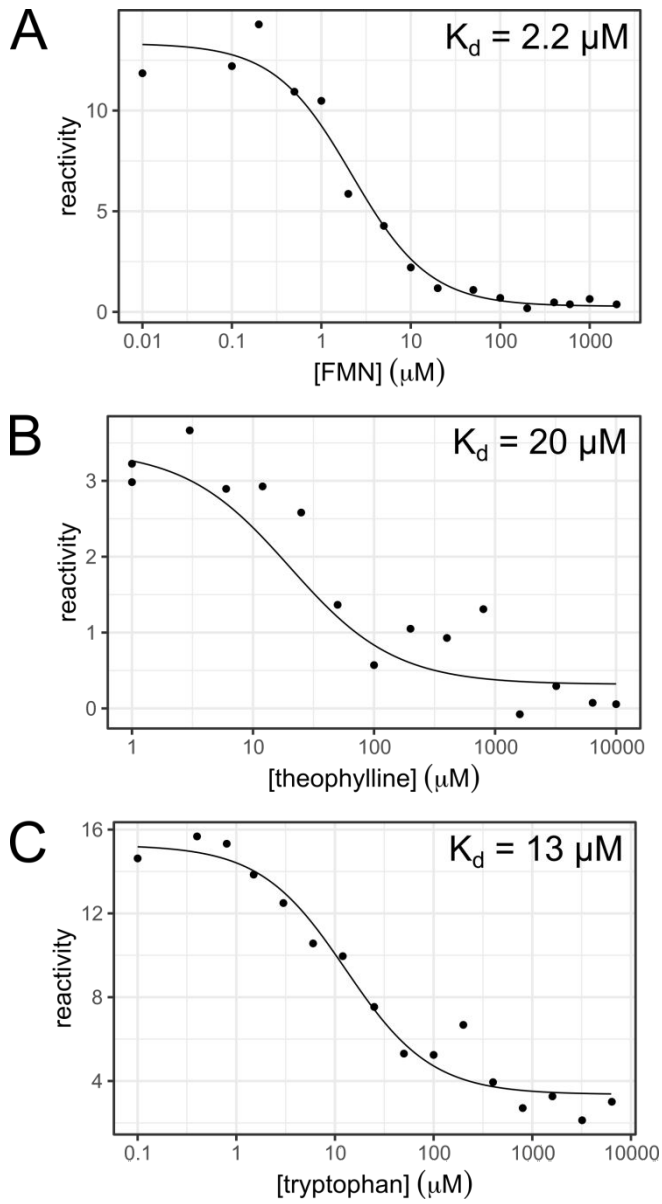 A
K_d = 2.2 µM
reactivity
10
5
0
0.01 0.1 1 10 100 1000
[FMN] (µM)
B
K_d = 20 µM
reactivity
3
2
1
0
1 10 100 1000 10000
[theophylline] (µM)
C
K_d = 13 µM
reactivity
16
12
8
4
0.1 1 10 100 1000 10000
[tryptophan] (µM)